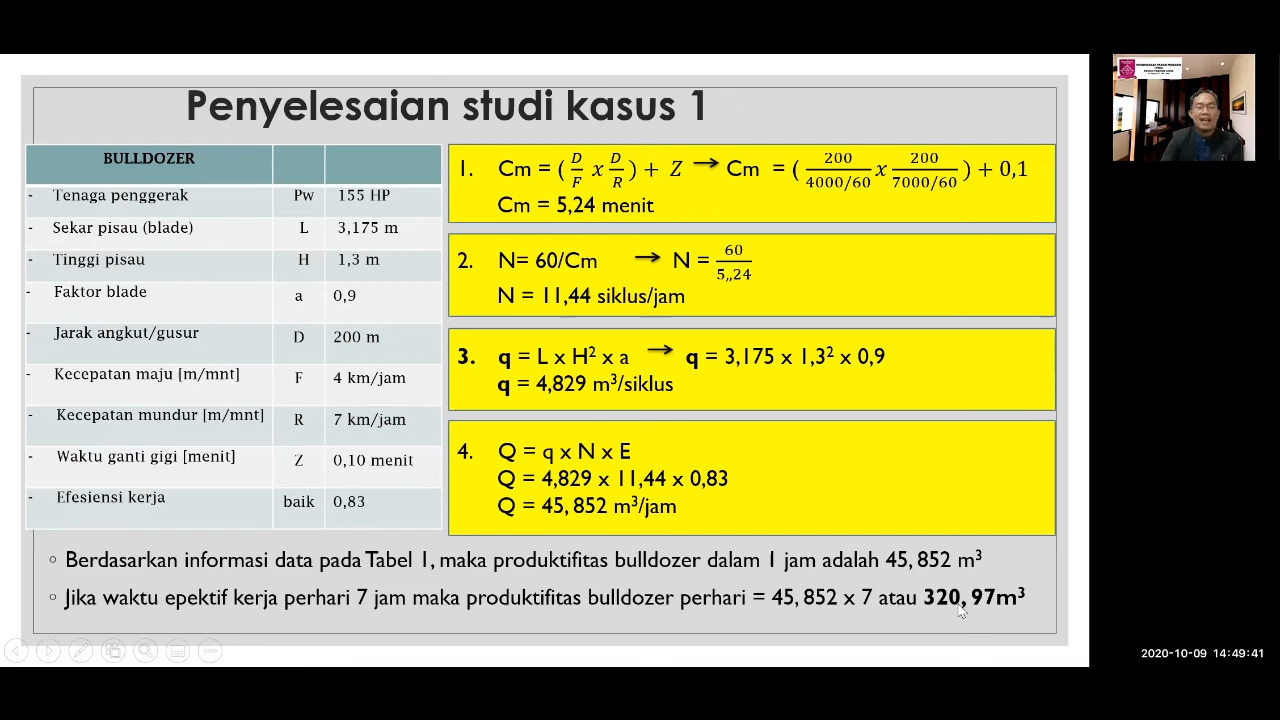 Penyelesaian studi kasus 1
BULLDOZER
- Tenaga penggerak Pw 155 HP
- Sekar pisau (blade) L 3,175 m
- Tinggi pisau H 1,3 m
- Faktor blade a 0,9
- Jarak angkut/gusur D 200 m
- Kecepatan maju [m/mnt] F 4 km/jam
- Kecepatan mundur [m/mnt] R 7 km/jam
- Waktu ganti gigi [menit] Z 0,10 menit
- Efesiensi kerja baik 0,83
1. Cm = (D/F x D/R) + Z → Cm = (200/4000/60 x 200/7000/60) + 0,1
Cm = 5,24 menit
2. N= 60/Cm → N = 60/5,,24
N = 11,44 siklus/jam
3. q = L x H² x a → q = 3,175 x 1,3² x 0,9
q = 4,829 m³/siklus
4. Q = q x N x E
Q = 4,829 x 11,44 x 0,83
Q = 45,852 m³/jam
◦ Berdasarkan informasi data pada Tabel 1, maka produktifitas bulldozer dalam 1 jam adalah 45,852 m³
◦ Jika waktu epektif kerja perhari 7 jam maka produktifitas bulldozer perhari = 45,852 x 7 atau 320,97m³
2020-10-09 14:49:41